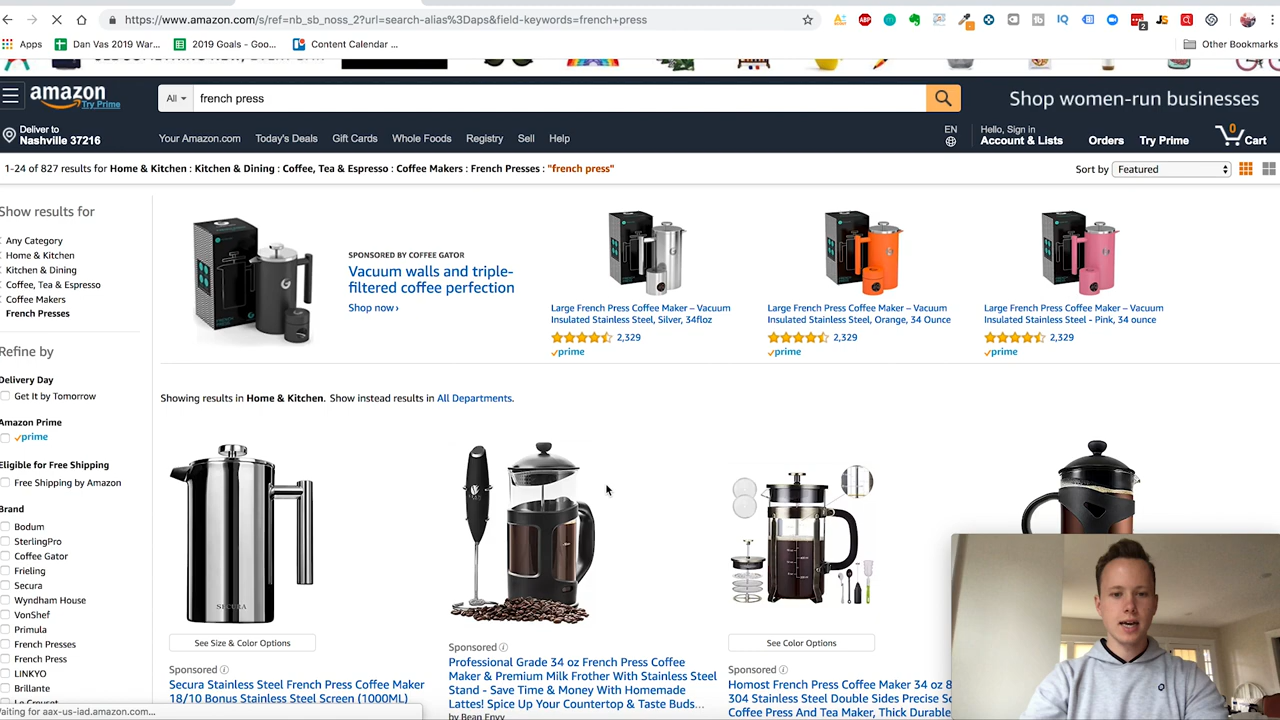 https://www.amazon.com/s/ref=nb_sb_noss_2?url=search-alias%3Daps&field-keywords=french+press
Apps
Dan Vas 2019 War...
2019 Goals - Goo...
Content Calendar ...
Other Bookmarks
amazon
Try Prime
All
french press
Shop women-run businesses
Deliver to
Nashville 37216
Your Amazon.com
Today's Deals
Gift Cards
Whole Foods
Registry
Sell
Help
EN
Hello, Sign in
Account & Lists
Orders
Try Prime
0
Cart
1-24 of 827 results for Home & Kitchen : Kitchen & Dining : Coffee, Tea & Espresso : Coffee Makers : French Presses : "french press"
Sort by
Featured
Show results for
Any Category
Home & Kitchen
Kitchen & Dining
Coffee, Tea & Espresso
Coffee Makers
French Presses
Refine by
Delivery Day
Get It by Tomorrow
Amazon Prime
prime
Eligible for Free Shipping
Free Shipping by Amazon
Brand
Bodum
SterlingPro
Coffee Gator
Frieling
Secura
Wyndham House
VonShef
Primula
French Presses
French Press
LINKYO
Brillante
Le Creuset
Waiting for aax-us-iad.amazon.com...
SPONSORED BY COFFEE GATOR
Vacuum walls and triple-
filtered coffee perfection
Shop now ›
Large French Press Coffee Maker – Vacuum
Insulated Stainless Steel, Silver, 34floz
2,329
prime
Large French Press Coffee Maker – Vacuum
Insulated Stainless Steel, Orange, 34 Ounce
2,329
prime
Large French Press Coffee Maker – Vacuum
Insulated Stainless Steel - Pink, 34 ounce
2,329
prime
Showing results in Home & Kitchen. Show instead results in All Departments.
SECURA
See Size & Color Options
Sponsored
Secura Stainless Steel French Press Coffee Maker
18/10 Bonus Stainless Steel Screen (1000ML)
Sponsored
Professional Grade 34 oz French Press Coffee
Maker & Premium Milk Frother With Stainless Steel
Stand - Save Time & Money With Homemade
Lattes! Spice Up Your Countertop & Taste Buds...
by Bean Envy
See Color Options
Sponsored
Homost French Press Coffee Maker 34 oz 8
304 Stainless Steel Double Sides Precise Sc
Press Coffee And Tea Maker, Thick Durable